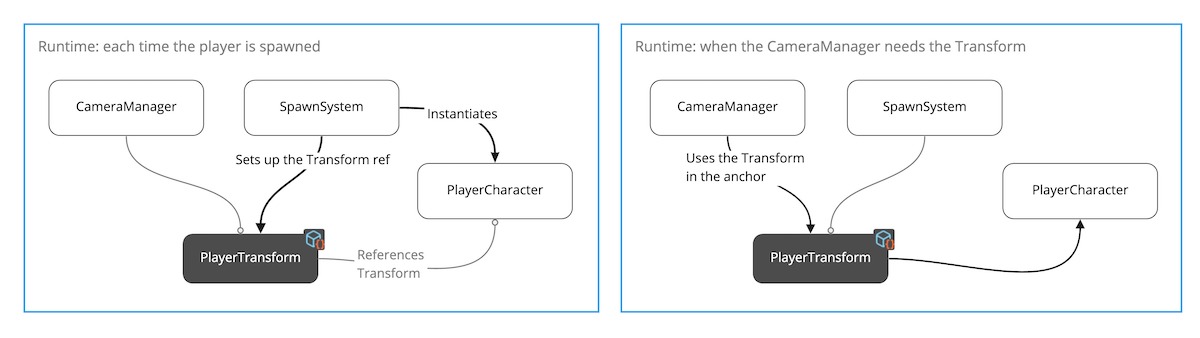 Runtime: each time the player is spawned
CameraManager
SpawnSystem
Instantiates
Sets up the Transform ref
PlayerCharacter
PlayerTransform
References
Transform
Runtime: when the CameraManager needs the Transform
CameraManager
SpawnSystem
Uses the Transform
in the anchor
PlayerCharacter
PlayerTransform